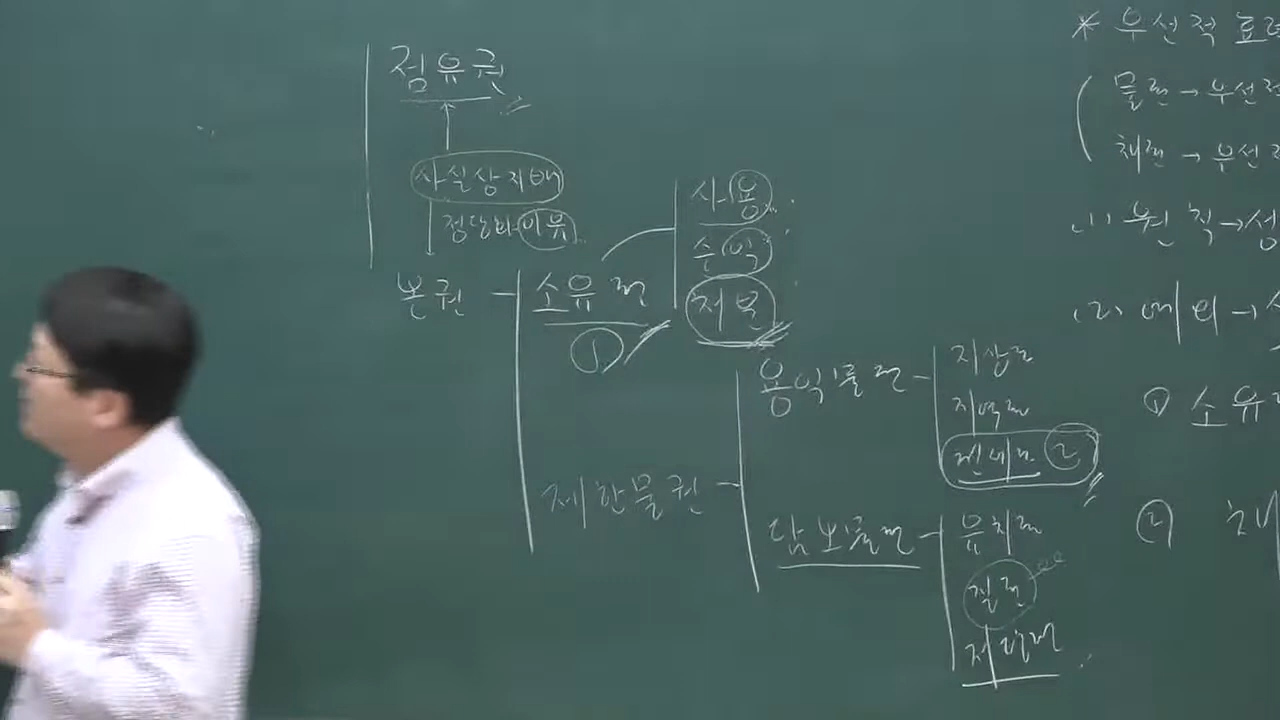 점유권
사실상지배
정당화 이유
본권
소유권
①
사용
수익
처분
제한물권
용익물권
지상권
지역권
전세권 ②
담보물권
유치권
질권
저당권
* 우선적 효력
물권 → 우선적
채권 → 우선
(1) 원칙 → 성
(2) 예외 →
① 소유
②